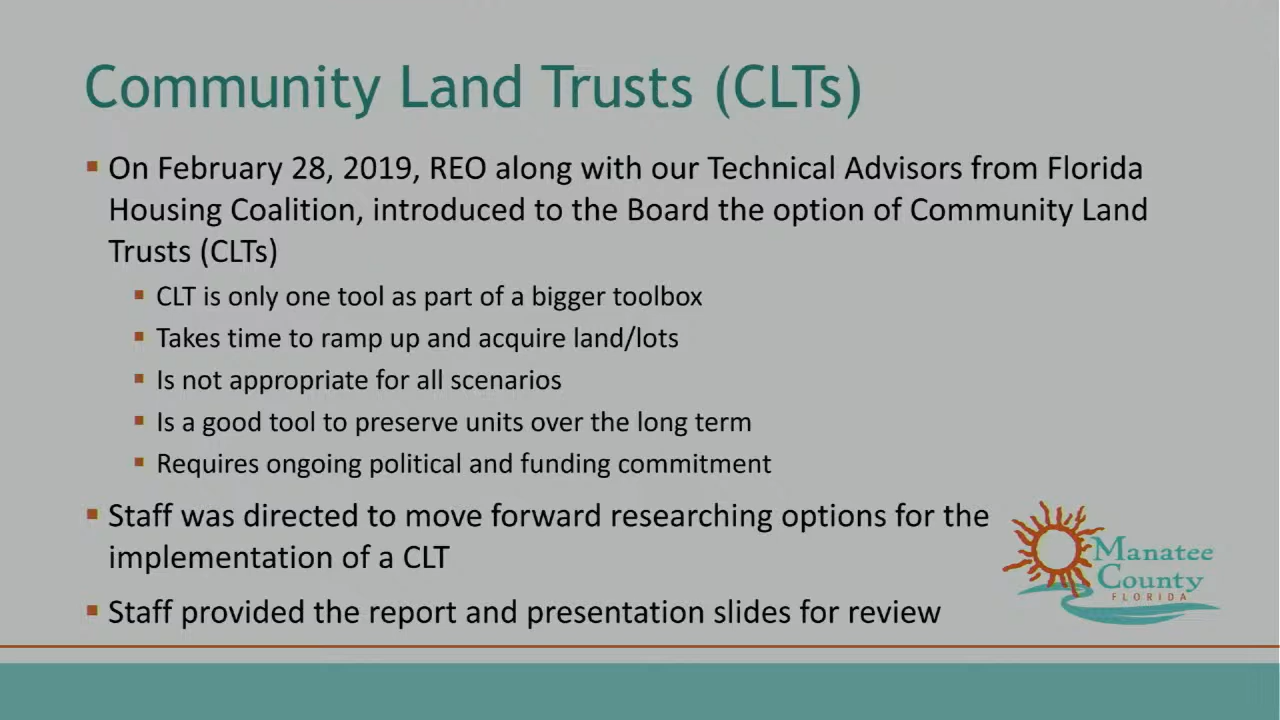 Community Land Trusts (CLTs)
On February 28, 2019, REO along with our Technical Advisors from Florida
Housing Coalition, introduced to the Board the option of Community Land
Trusts (CLTs)
CLT is only one tool as part of a bigger toolbox
Takes time to ramp up and acquire land/lots
Is not appropriate for all scenarios
Is a good tool to preserve units over the long term
Requires ongoing political and funding commitment
Staff was directed to move forward researching options for the
implementation of a CLT
Staff provided the report and presentation slides for review
Manatee
County
FLORIDA